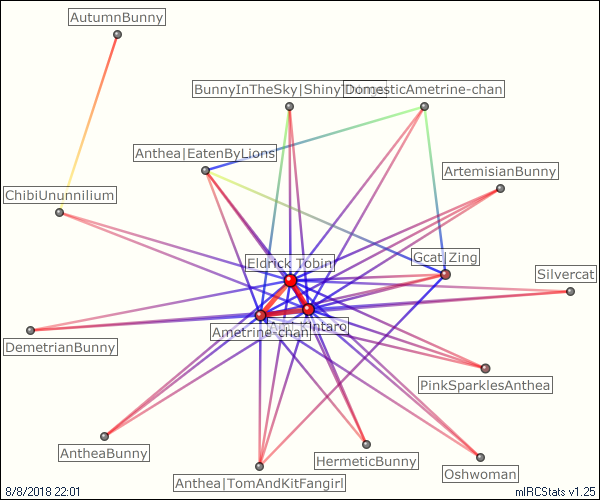 AutumnBunny
BunnyInTheSky|Shiny
DomesticAmetrine-chan
Anthea|EatenByLions
ArtemisianBunny
ChibiUnunnilium
Eldrick Tobin
Gcat|Zing
Silvercat
Ametrine-chan
Kintaro
DemetrianBunny
PinkSparklesAnthea
AntheaBunny
HermeticBunny
Oshwoman
Anthea|TomAndKitFangirl
8/8/2018 22:01
mIRCStats v1.25